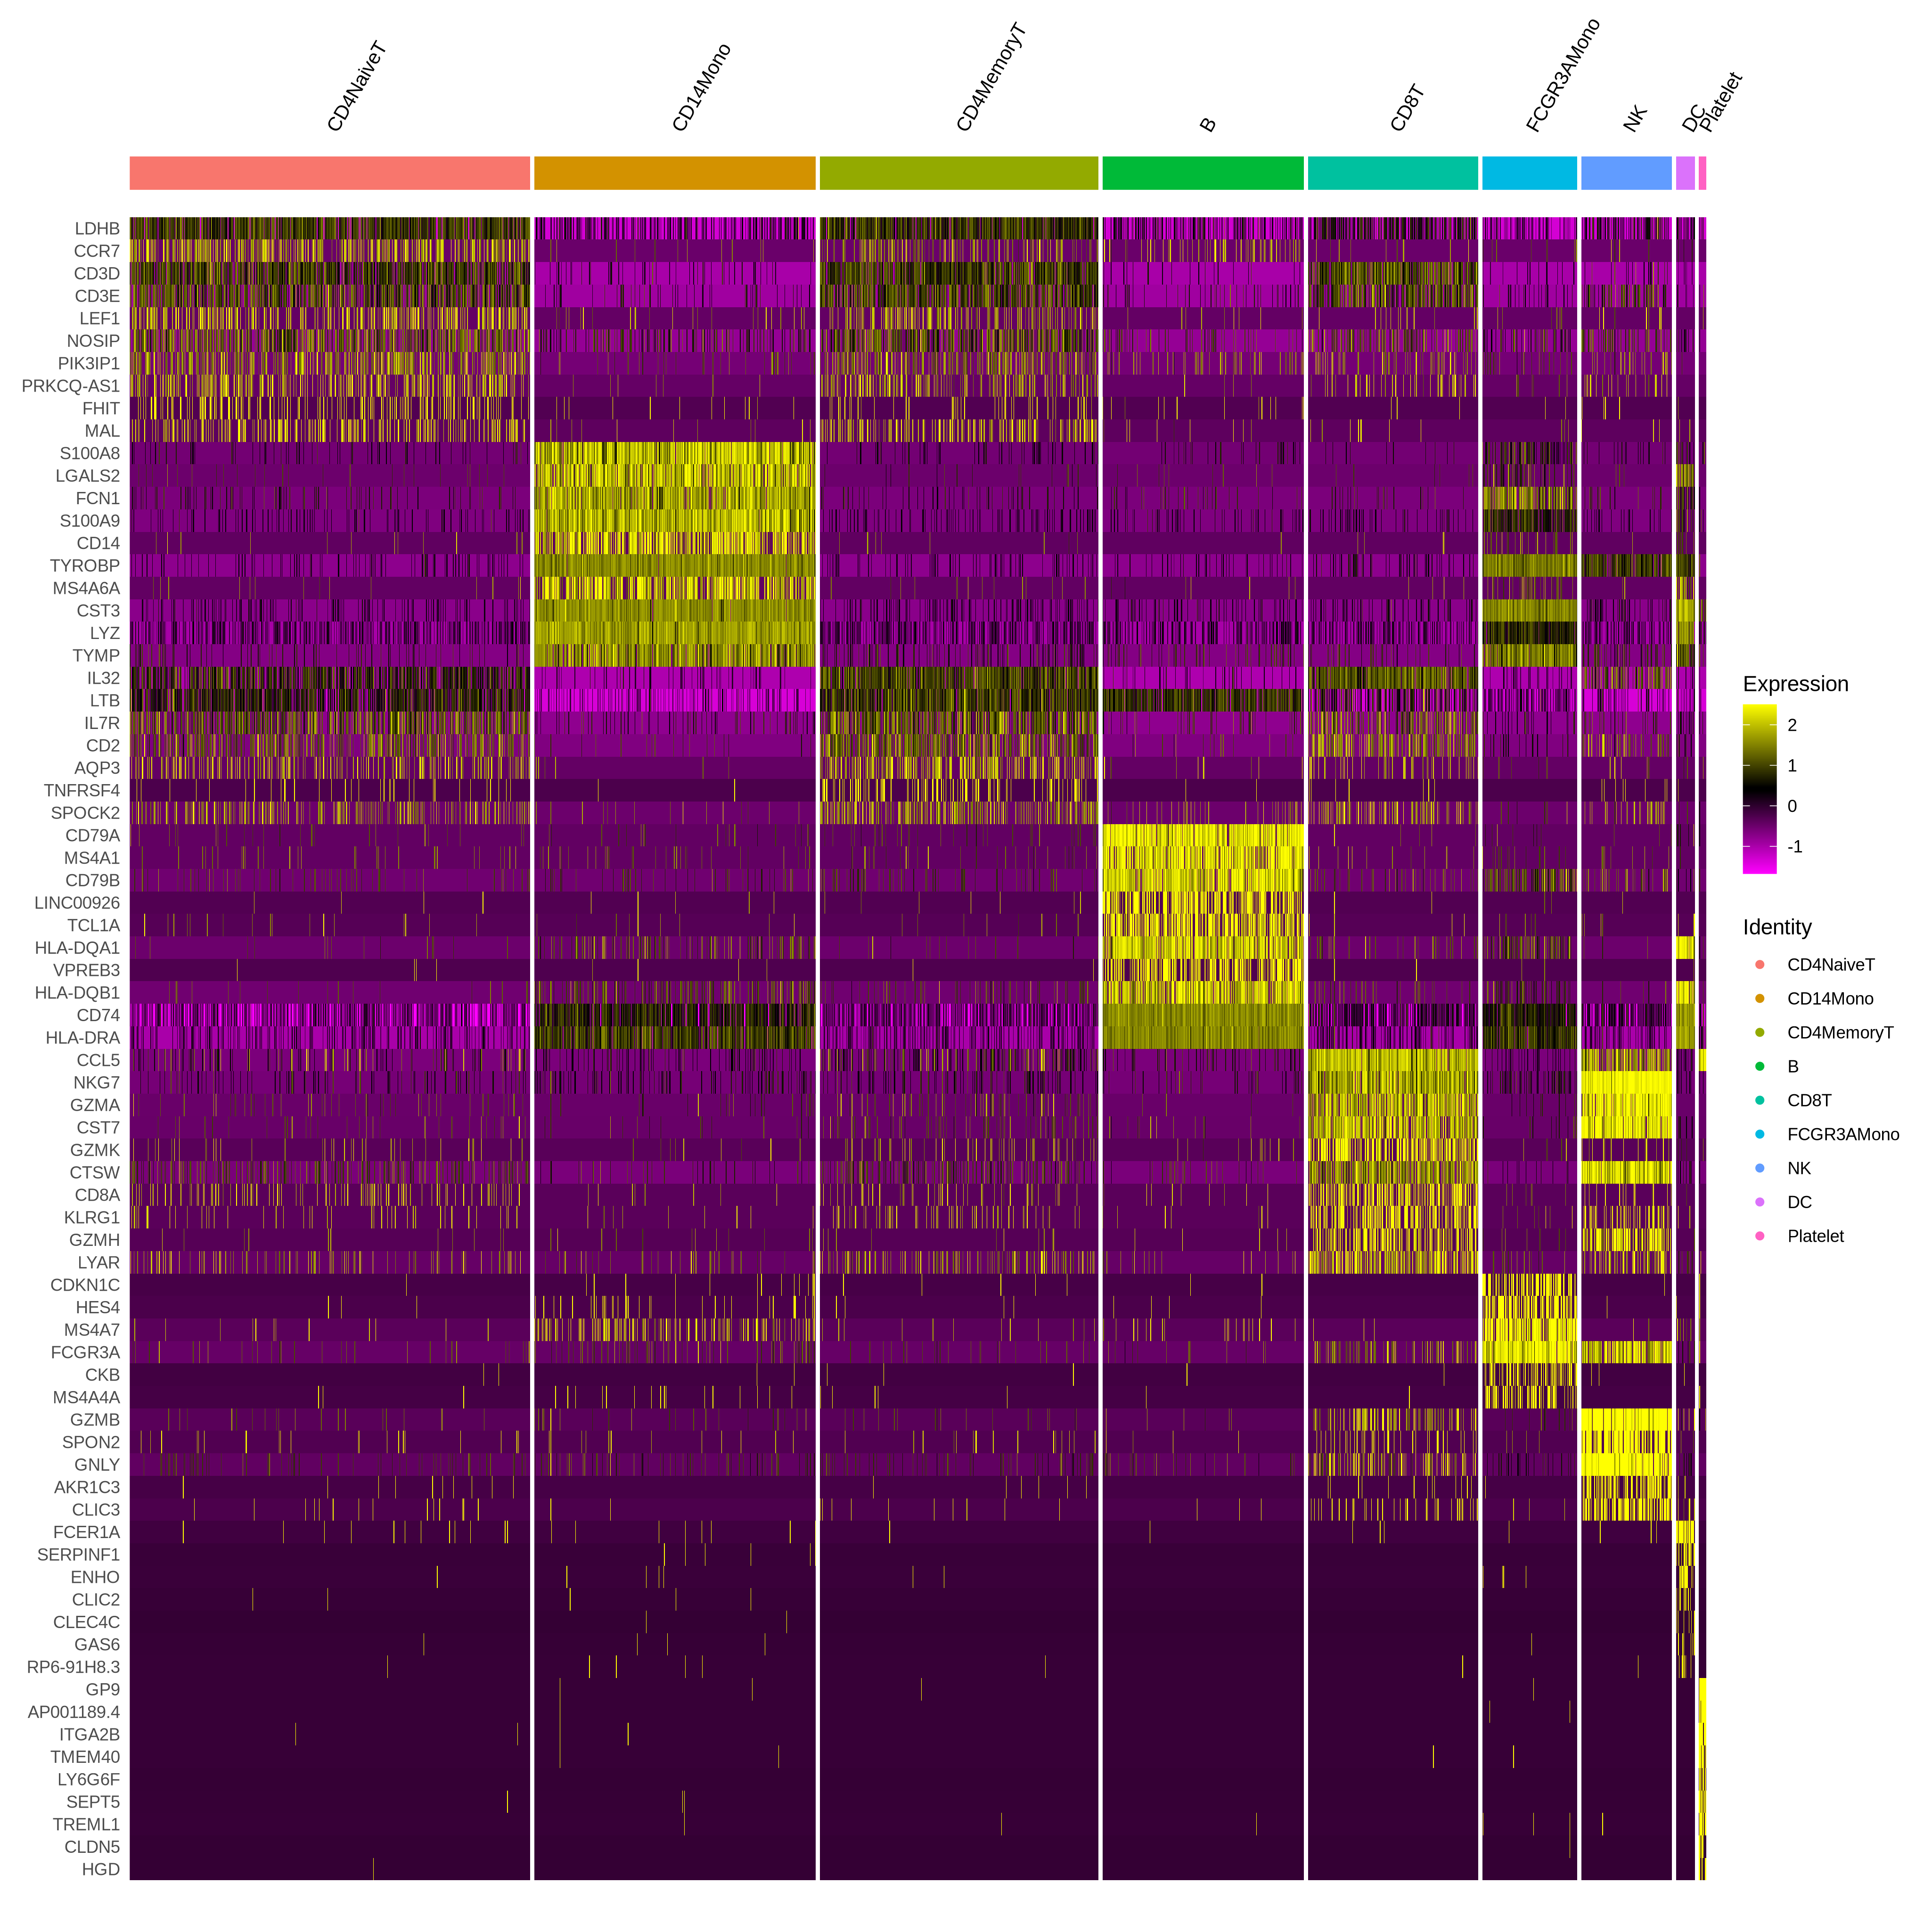 CD4NaiveT
CD14Mono
CD4MemoryT
B
CD8T
FCGR3AMono
NK
DC
Platelet
LDHB
CCR7
CD3D
CD3E
LEF1
NOSIP
PIK3IP1
PRKCQ-AS1
FHIT
MAL
S100A8
LGALS2
FCN1
S100A9
CD14
TYROBP
MS4A6A
CST3
LYZ
TYMP
IL32
LTB
IL7R
CD2
AQP3
TNFRSF4
SPOCK2
CD79A
MS4A1
CD79B
LINC00926
TCL1A
HLA-DQA1
VPREB3
HLA-DQB1
CD74
HLA-DRA
CCL5
NKG7
GZMA
CST7
GZMK
CTSW
CD8A
KLRG1
GZMH
LYAR
CDKN1C
HES4
MS4A7
FCGR3A
CKB
MS4A4A
GZMB
SPON2
GNLY
AKR1C3
CLIC3
FCER1A
SERPINF1
ENHO
CLIC2
CLEC4C
GAS6
RP6-91H8.3
GP9
AP001189.4
ITGA2B
TMEM40
LY6G6F
SEPT5
TREML1
CLDN5
HGD
Expression
2
1
0
-1
Identity
CD4NaiveT
CD14Mono
CD4MemoryT
B
CD8T
FCGR3AMono
NK
DC
Platelet